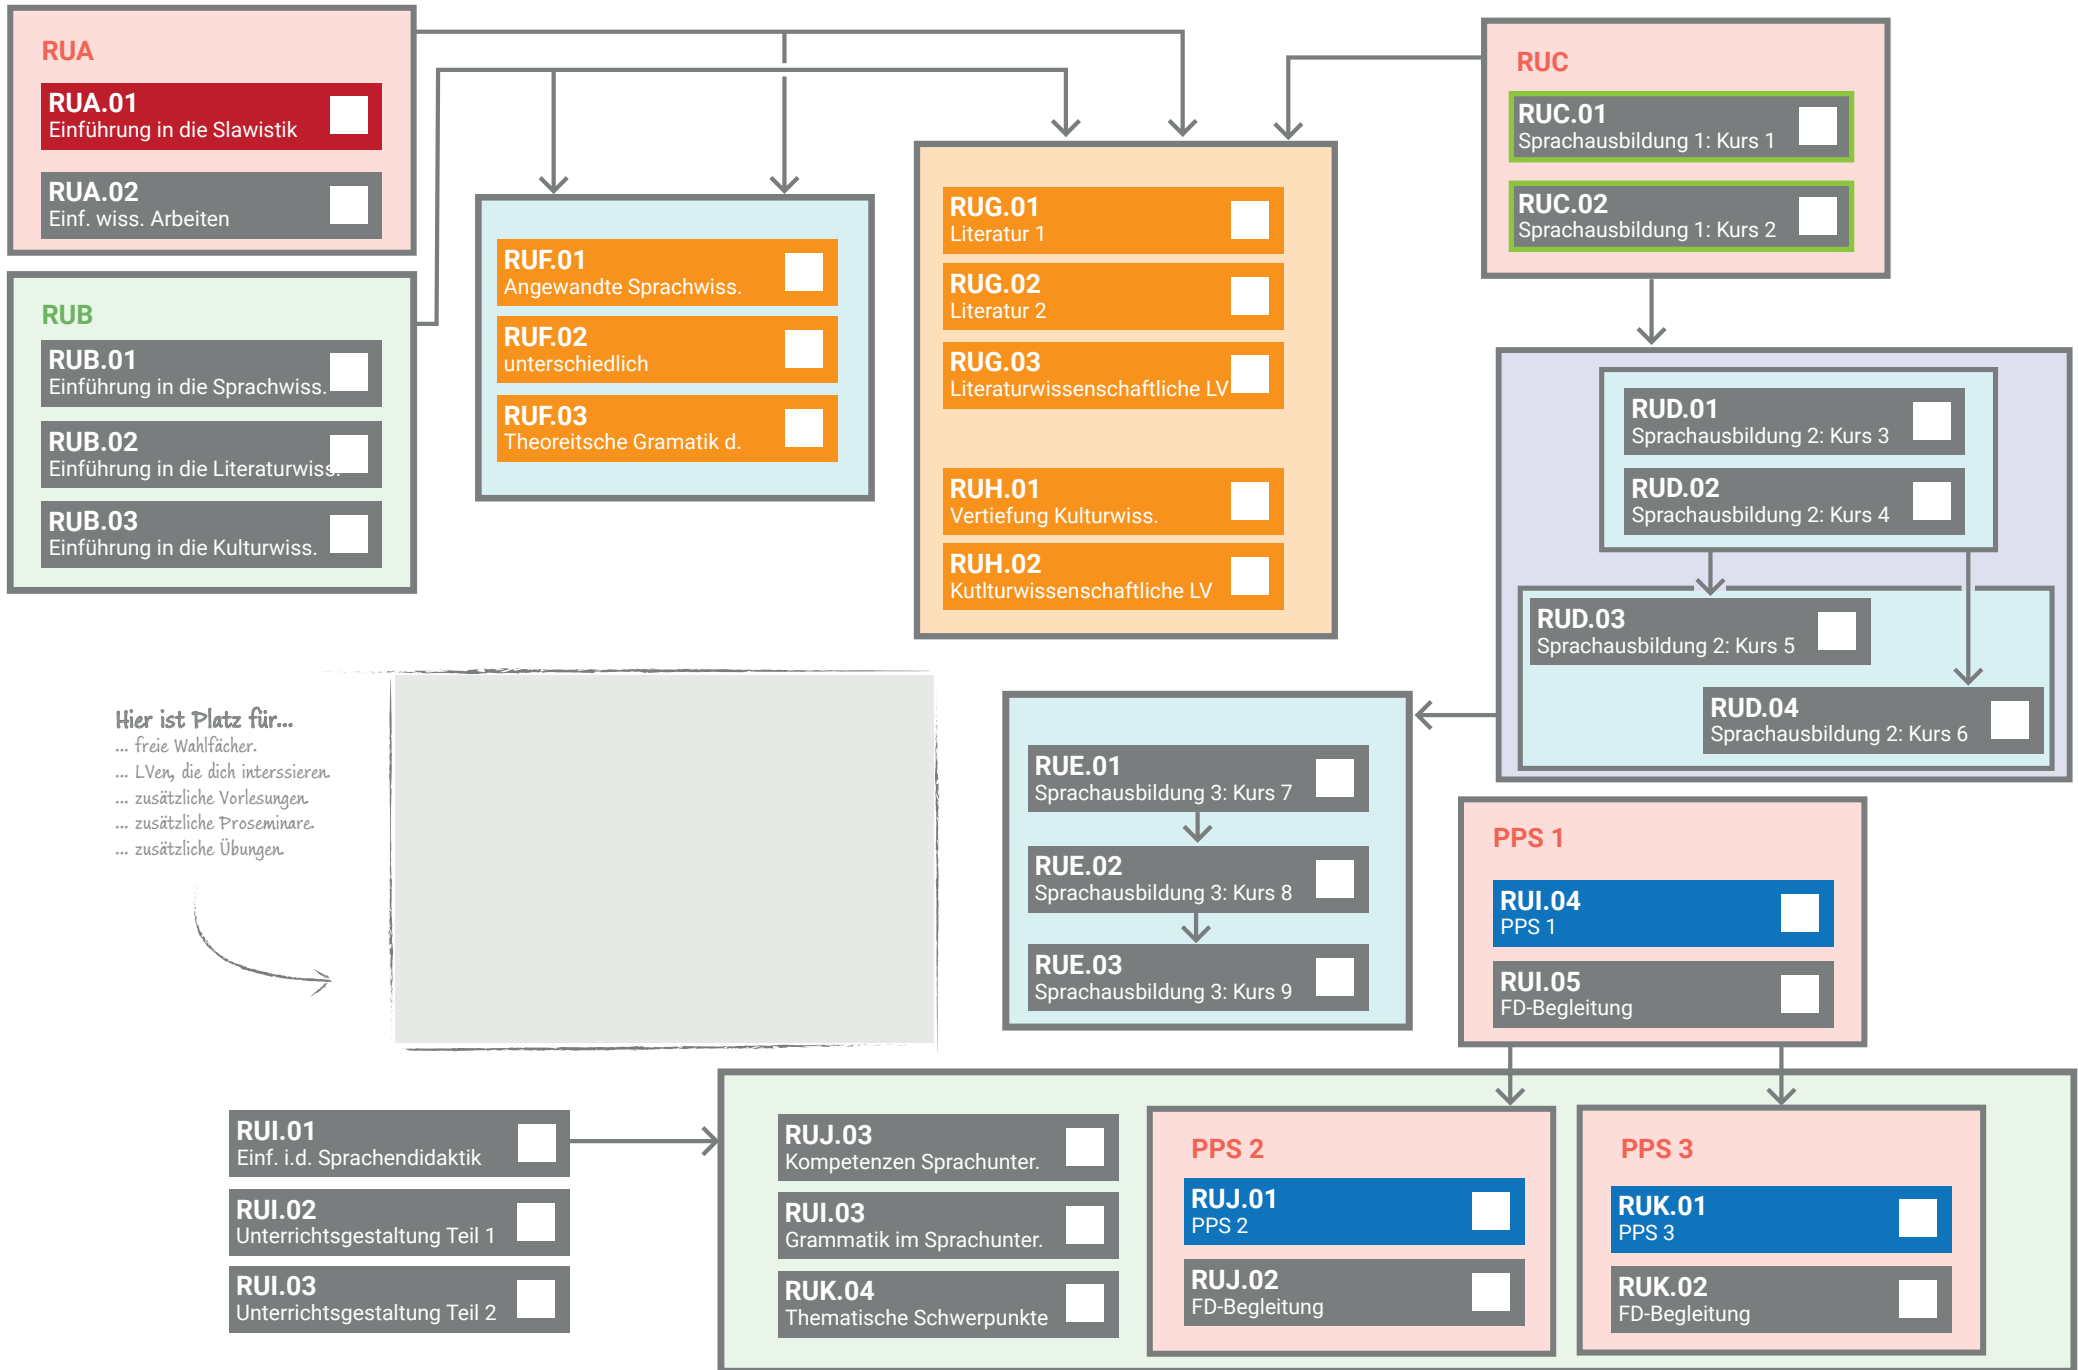 RUA
RUA.01
Einführung in die Slawistik
RUA.02
Einf. wiss. Arbeiten
RUB
RUB.01
Einführung in die Sprachwiss.
RUB.02
Einführung in die Literaturwiss.
RUB.03
Einführung in die Kulturwiss.
RUF.01
Angewandte Sprachwiss.
RUF.02
unterschiedlich
RUF.03
Theoreitsche Gramatik d.
RUG.01
Literatur 1
RUG.02
Literatur 2
RUG.03
Literaturwissenschaftliche LV
RUH.01
Vertiefung Kulturwiss.
RUH.02
Kutlturwissenschaftliche LV
RUC
RUC.01
Sprachausbildung 1: Kurs 1
RUC.02
Sprachausbildung 1: Kurs 2
RUD.01
Sprachausbildung 2: Kurs 3
RUD.02
Sprachausbildung 2: Kurs 4
RUD.03
Sprachausbildung 2: Kurs 5
RUD.04
Sprachausbildung 2: Kurs 6
Hier ist Platz für...
... freie Wahlfächer.
... LVen, die dich interssieren.
... zusätzliche Vorlesungen.
... zusätzliche Proseminare.
... zusätzliche Übungen.
RUE.01
Sprachausbildung 3: Kurs 7
RUE.02
Sprachausbildung 3: Kurs 8
RUE.03
Sprachausbildung 3: Kurs 9
PPS 1
RUI.04
PPS 1
RUI.05
FD-Begleitung
RUI.01
Einf. i.d. Sprachendidaktik
RUI.02
Unterrichtsgestaltung Teil 1
RUI.03
Unterrichtsgestaltung Teil 2
RUJ.03
Kompetenzen Sprachunter.
RUI.03
Grammatik im Sprachunter.
RUK.04
Thematische Schwerpunkte
PPS 2
RUJ.01
PPS 2
RUJ.02
FD-Begleitung
PPS 3
RUK.01
PPS 3
RUK.02
FD-Begleitung